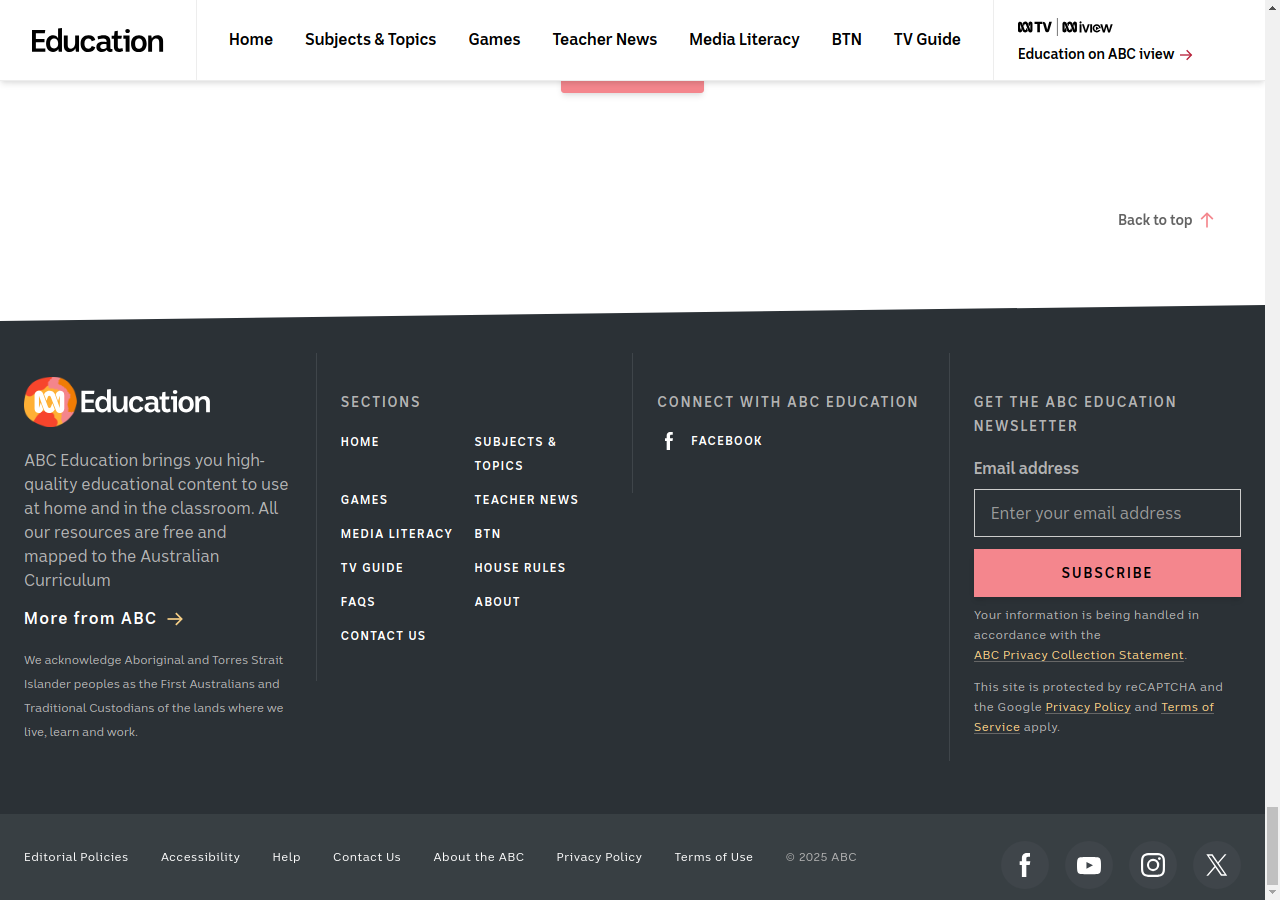 Education
Home
Subjects & Topics
Games
Teacher News
Media Literacy
BTN
TV Guide
TV
iview
Education on ABC iview
Back to top
Education
ABC Education brings you high-
quality educational content to use
at home and in the classroom. All
our resources are free and
mapped to the Australian
Curriculum
More from ABC
We acknowledge Aboriginal and Torres Strait
Islander peoples as the First Australians and
Traditional Custodians of the lands where we
live, learn and work.
SECTIONS
HOME
SUBJECTS &
TOPICS
GAMES
TEACHER NEWS
MEDIA LITERACY
BTN
TV GUIDE
HOUSE RULES
FAQS
ABOUT
CONTACT US
CONNECT WITH ABC EDUCATION
FACEBOOK
GET THE ABC EDUCATION
NEWSLETTER
Email address
Enter your email address
SUBSCRIBE
Your information is being handled in
accordance with the
ABC Privacy Collection Statement.
This site is protected by reCAPTCHA and
the Google Privacy Policy and Terms of
Service apply.
Editorial Policies
Accessibility
Help
Contact Us
About the ABC
Privacy Policy
Terms of Use
© 2025 ABC